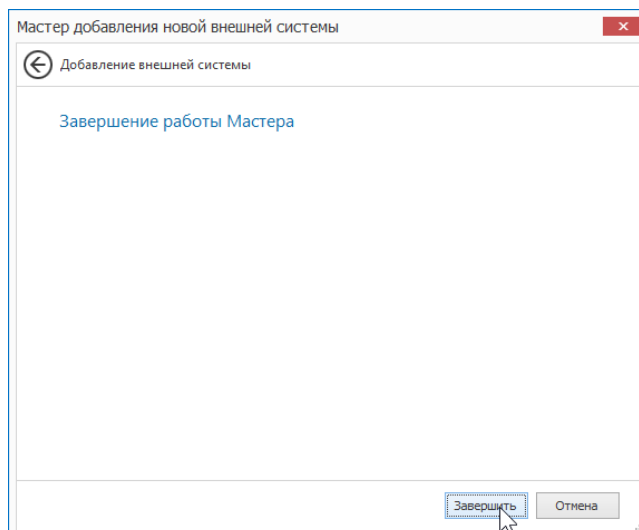 Мастер добавления новой внешней системы
Добавление внешней системы
Завершение работы Мастера
Завершить Отмена